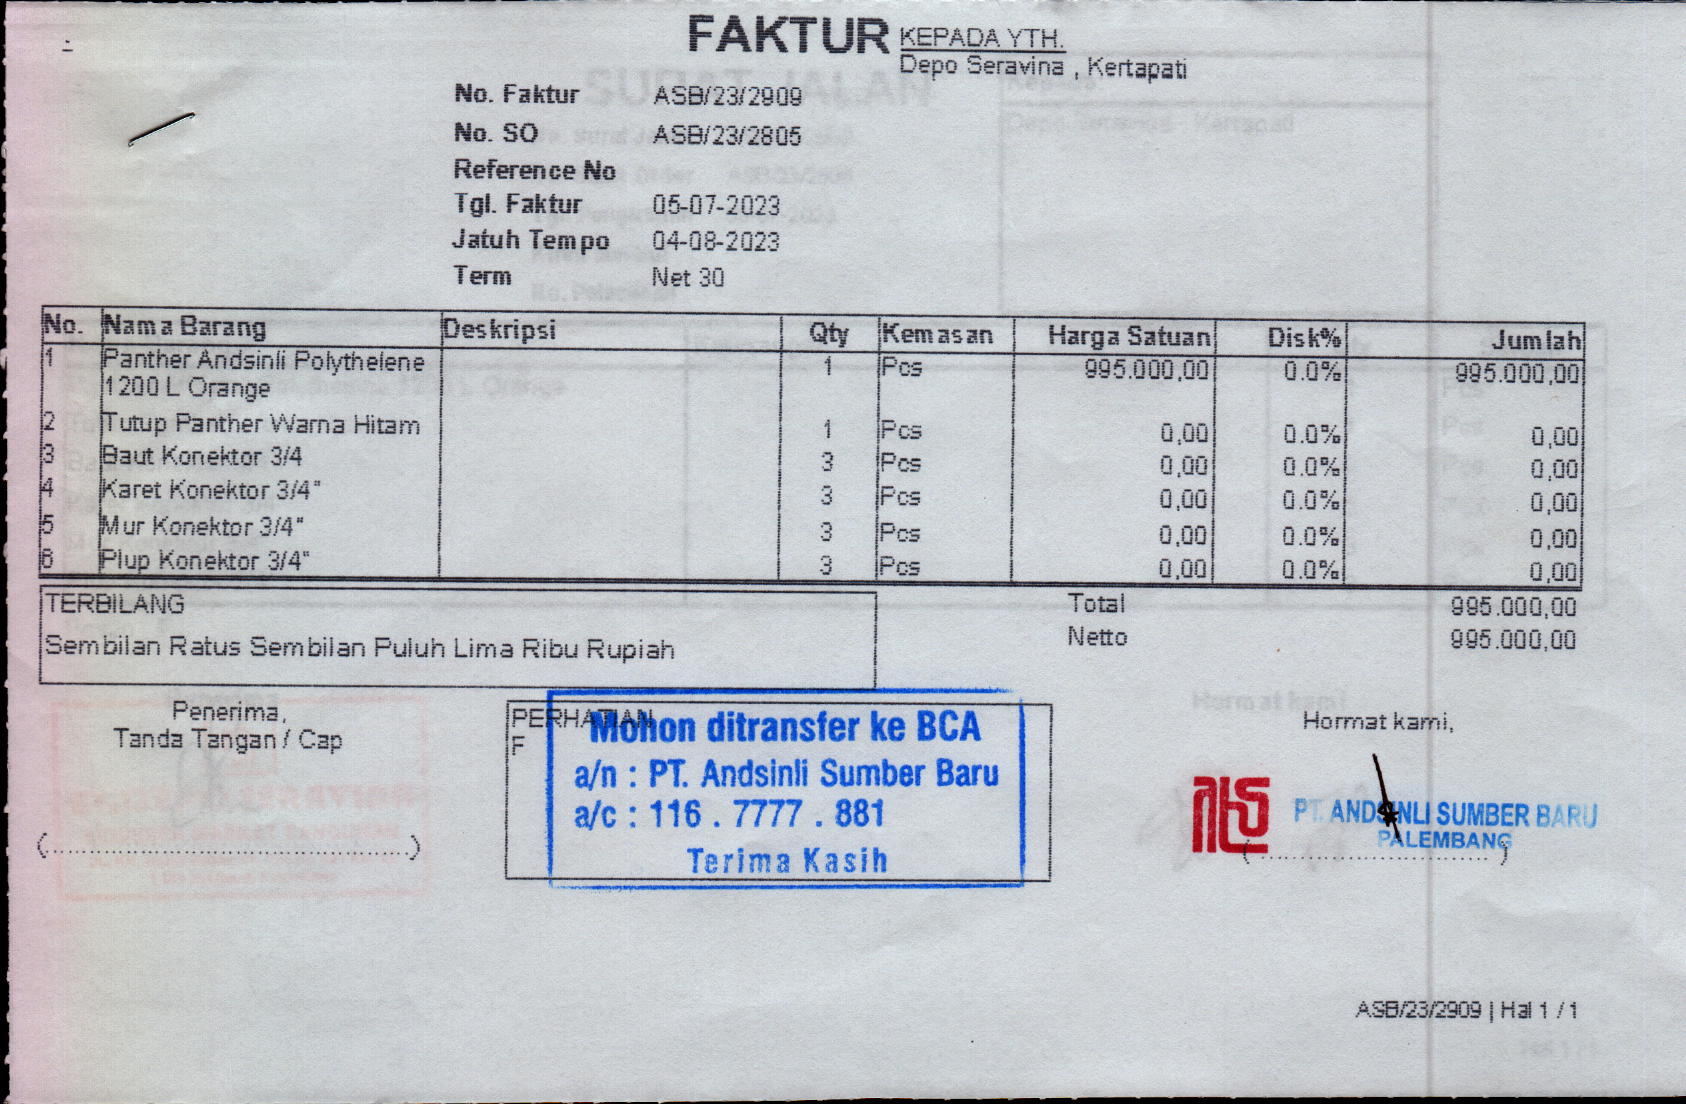 FAKTUR
KEPADA YTH.
Depo Seravina , Kertapati
No. Faktur ASB/23/2909
No. SO ASB/23/2805
Reference No
Tgl. Faktur 05-07-2023
Jatuh Tempo 04-08-2023
Term Net 30
No. Nama Barang Deskripsi Qty Kemasan Harga Satuan Disk% Jumlah
1 Panther Andsinli Polythelene 1 Pcs 995.000,00 0.0% 995.000,00
1200 L Orange
2 Tutup Panther Warna Hitam 1 Pcs 0,00 0.0% 0,00
3 Baut Konektor 3/4 3 Pcs 0,00 0.0% 0,00
4 Karet Konektor 3/4" 3 Pcs 0,00 0.0% 0,00
5 Mur Konektor 3/4" 3 Pcs 0,00 0.0% 0,00
6 Plup Konektor 3/4" 3 Pcs 0,00 0.0% 0,00
TERBILANG
Sembilan Ratus Sembilan Puluh Lima Ribu Rupiah
Total 995.000,00
Netto 995.000,00
Penerima,
Tanda Tangan / Cap
(..............................................)
PERHATIAN
F
Mohon ditransfer ke BCA
a/n : PT. Andsinli Sumber Baru
a/c : 116 . 7777 . 881
Terima Kasih
Hormat kami,
PT. ANDSINLI SUMBER BARU
PALEMBANG
(................................)
ASB/23/2909 | Hal 1 / 1